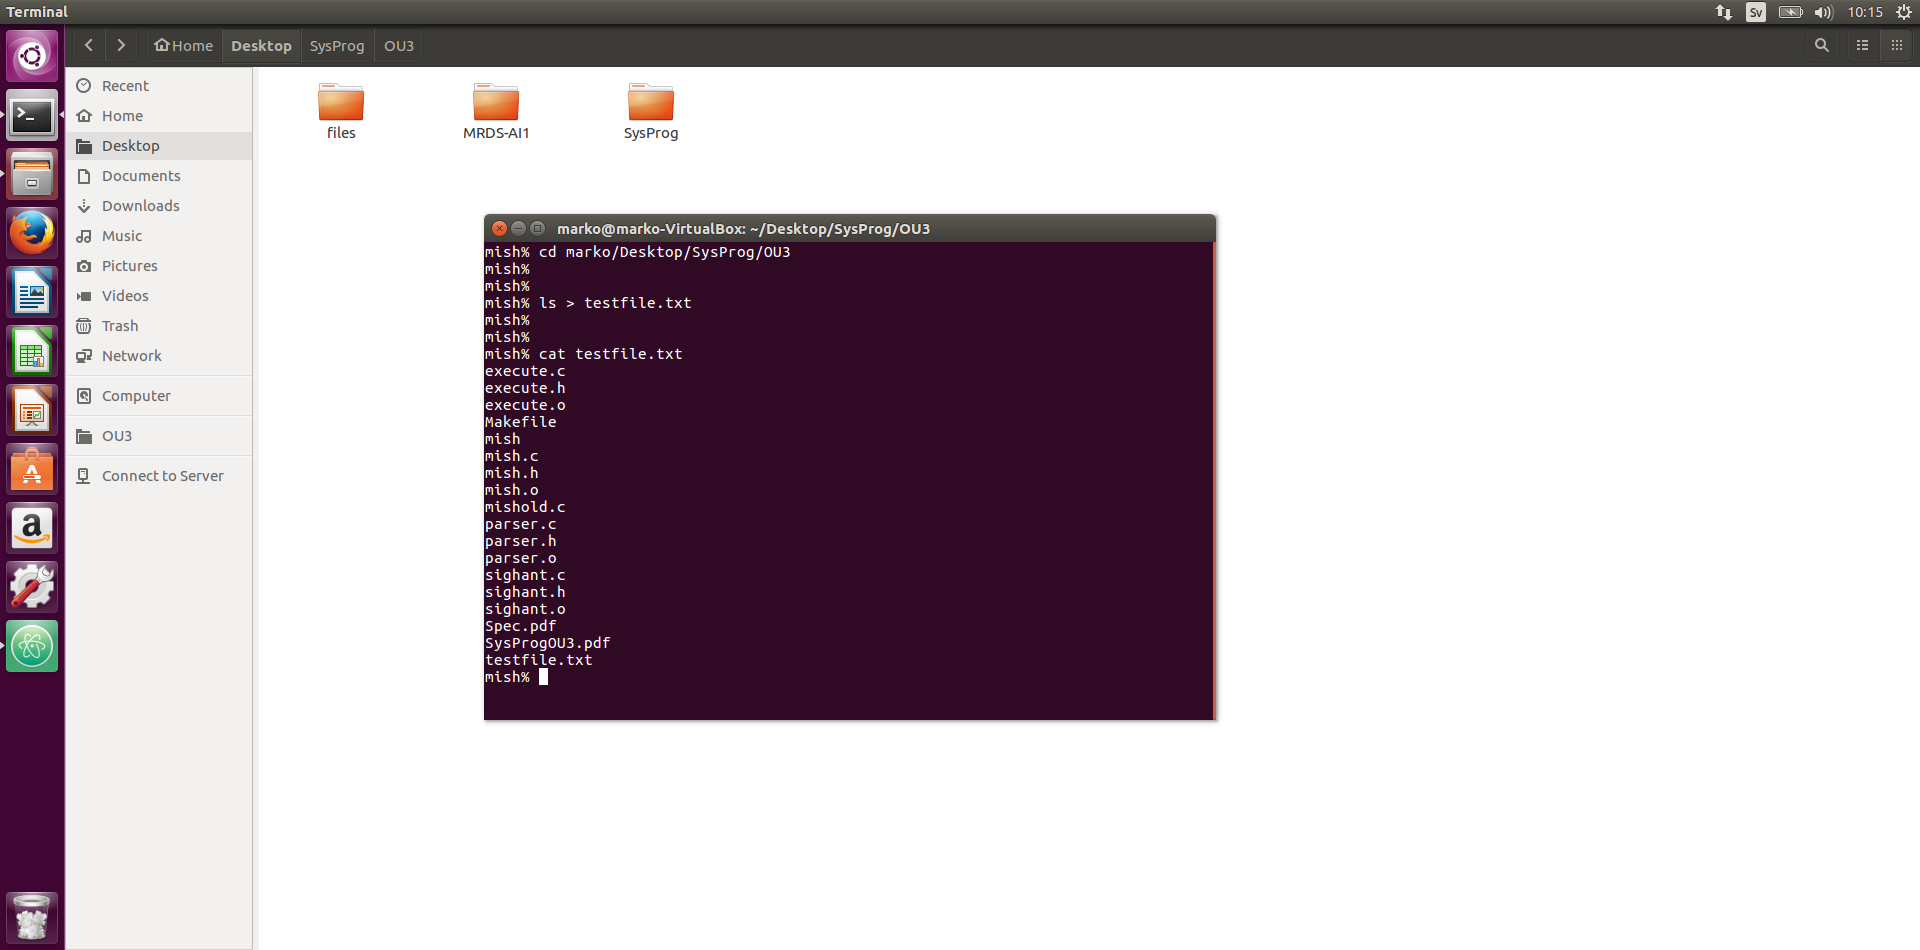 Terminal
Sv
10:15
Home Desktop SysProg OU3
Recent
Home
Desktop
Documents
Downloads
Music
Pictures
Videos
Trash
Network
Computer
OU3
Connect to Server
files MRDS-AI1 SysProg
marko@marko-VirtualBox: ~/Desktop/SysProg/OU3
mish% cd marko/Desktop/SysProg/OU3
mish%
mish%
mish% ls > testfile.txt
mish%
mish%
mish% cat testfile.txt
execute.c
execute.h
execute.o
Makefile
mish
mish.c
mish.h
mish.o
mishold.c
parser.c
parser.h
parser.o
sighant.c
sighant.h
sighant.o
Spec.pdf
SysProgOU3.pdf
testfile.txt
mish%